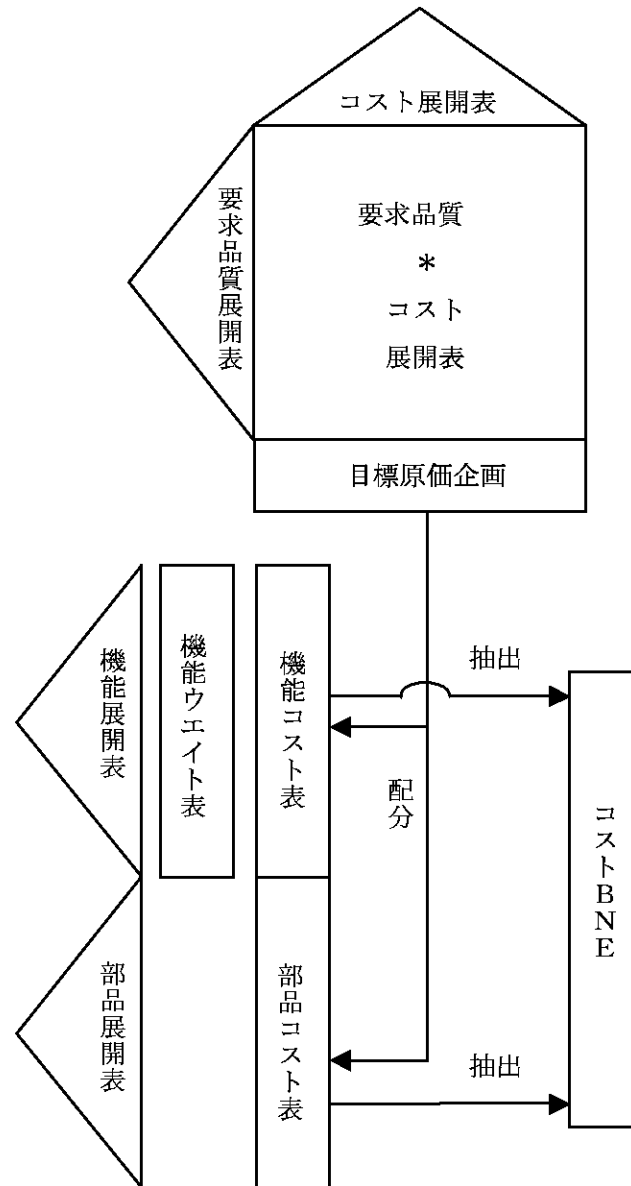 コスト展開表
要求品質展開表
要求品質
*
コスト
展開表
目標原価企画
機能展開表
機能ウエイト表
機能コスト表
抽出
配分
コストBNE
部品展開表
部品コスト表
抽出